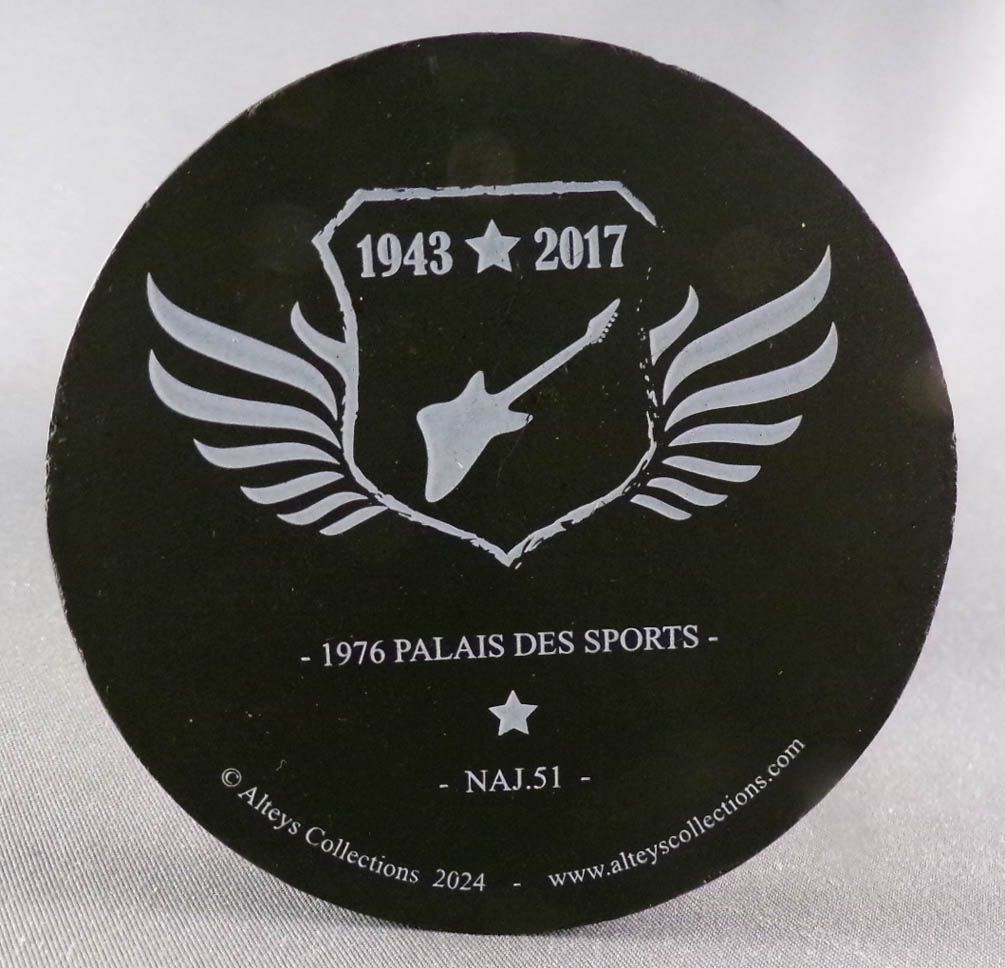 1943 ★ 2017
- 1976 PALAIS DES SPORTS -
- NAJ.51 -
© Alteys Collections 2024 - www.alteyscollections.com